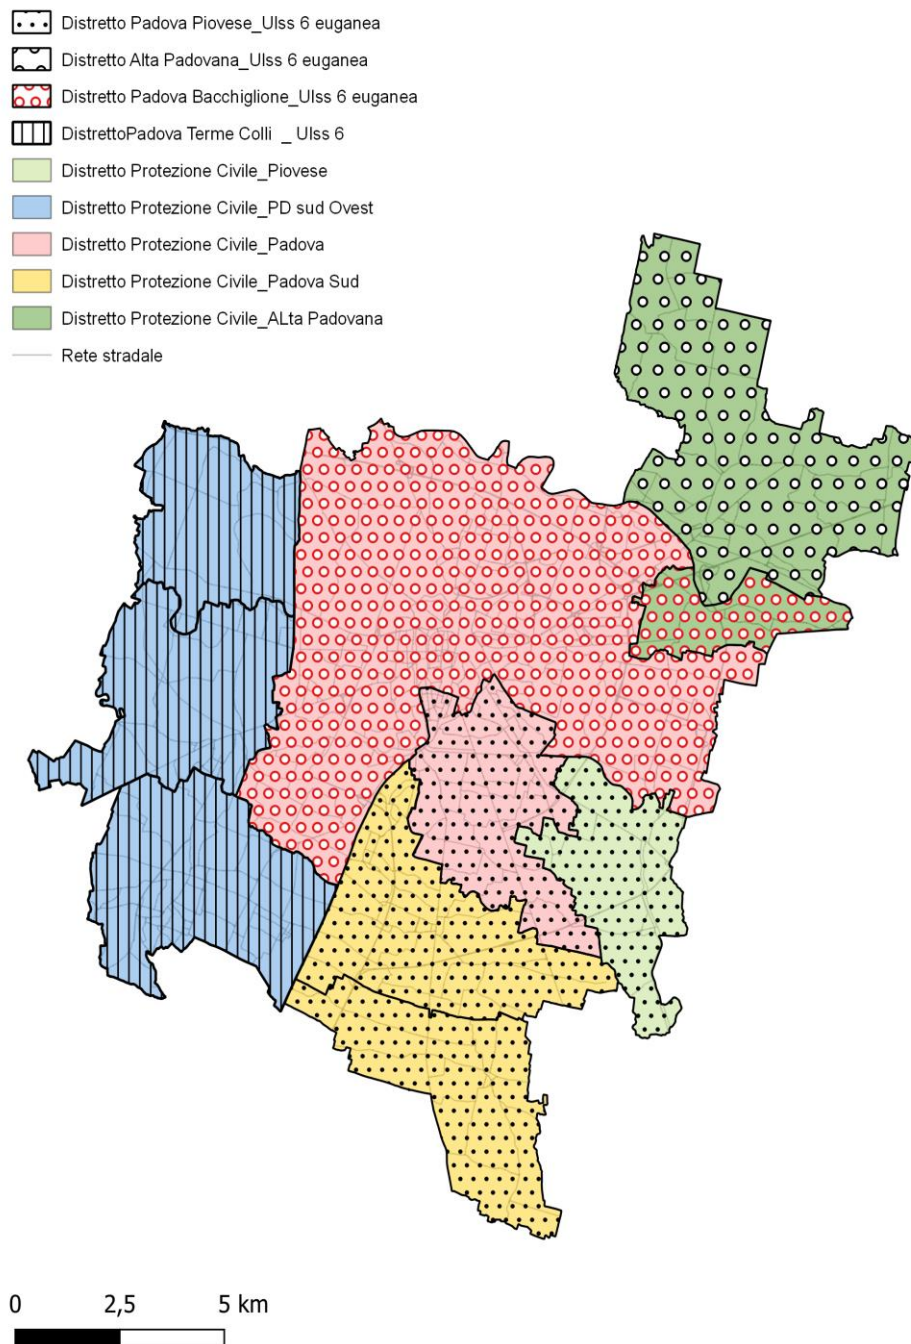 Distretto Padova Piovese_Ulss 6 euganea
Distretto Alta Padovana_Ulss 6 euganea
Distretto Padova Bacchiglione_Ulss 6 euganea
DistrettoPadova Terme Colli _ Ulss 6
Distretto Protezione Civile_Piovese
Distretto Protezione Civile_PD sud Ovest
Distretto Protezione Civile_Padova
Distretto Protezione Civile_Padova Sud
Distretto Protezione Civile_ALta Padovana
Rete stradale
0 2,5 5 km